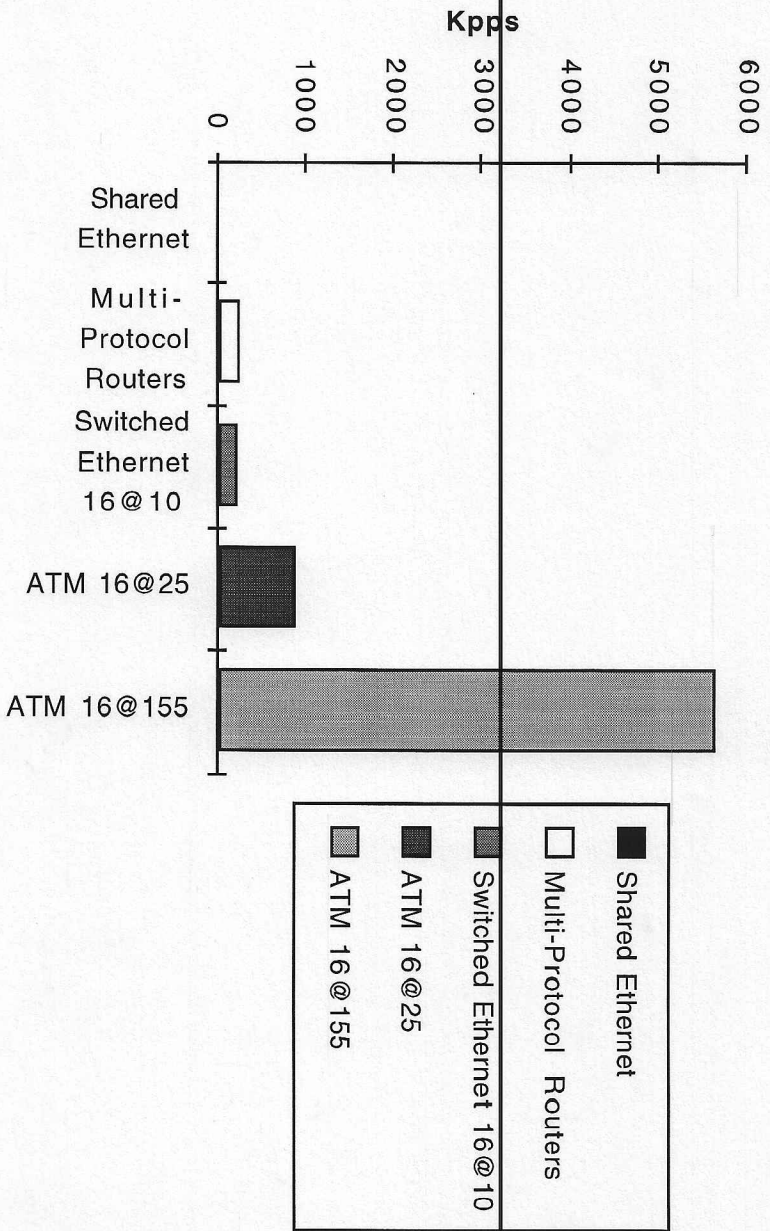 Kpps
6000
5000
4000
3000
2000
1000
0
Shared
Ethernet
Multi-
Protocol
Routers
Switched
Ethernet
16@10
ATM 16@25
ATM 16@155
Shared Ethernet
Multi-Protocol Routers
Switched Ethernet 16@10
ATM 16@25
ATM 16@155